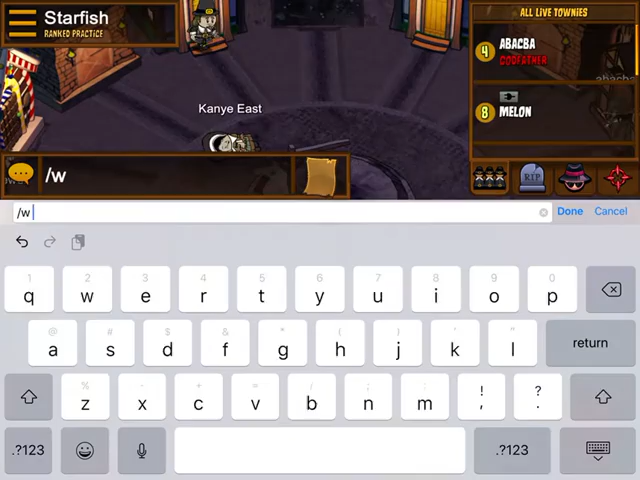 Starfish
RANKED PRACTICE
ALL LIVE TOWNIES
4 ABACBA
GODFATHER
abacba
8 MELON
Kanye East
/w
RIP
/w
Done Cancel
1 2 3 4 5 6 7 8 9 0
q w e r t y u i o p
@ # $ & * ( ) ' "
a s d f g h j k l return
% - + = / ; : ! ?
z x c v b n m , .
.?123 .?123